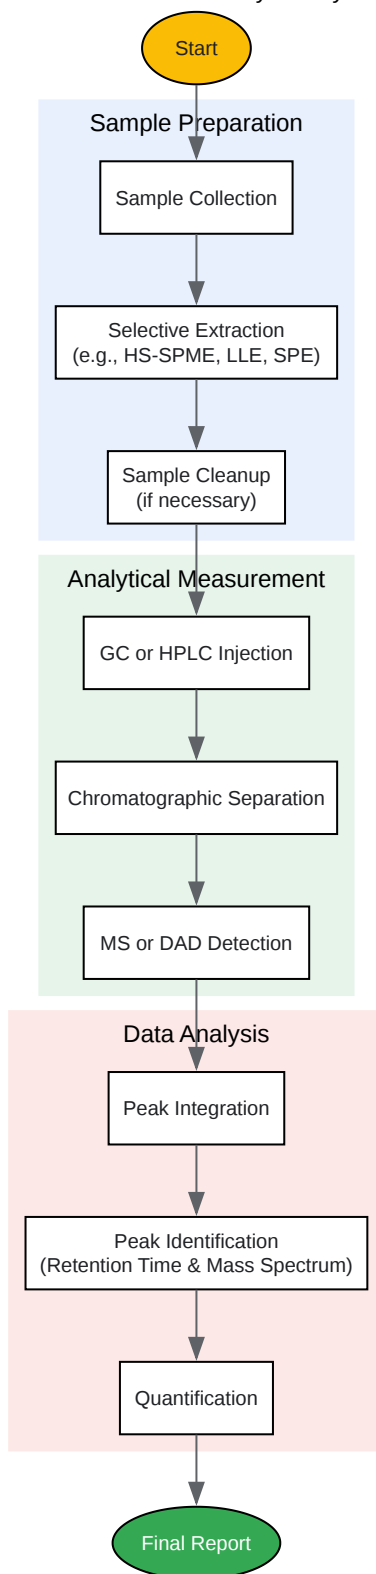 Start
Sample Preparation
Sample Collection
Selective Extraction
(e.g., HS-SPME, LLE, SPE)
Sample Cleanup
(if necessary)
Analytical Measurement
GC or HPLC Injection
Chromatographic Separation
MS or DAD Detection
Data Analysis
Peak Integration
Peak Identification
(Retention Time & Mass Spectrum)
Quantification
Final Report